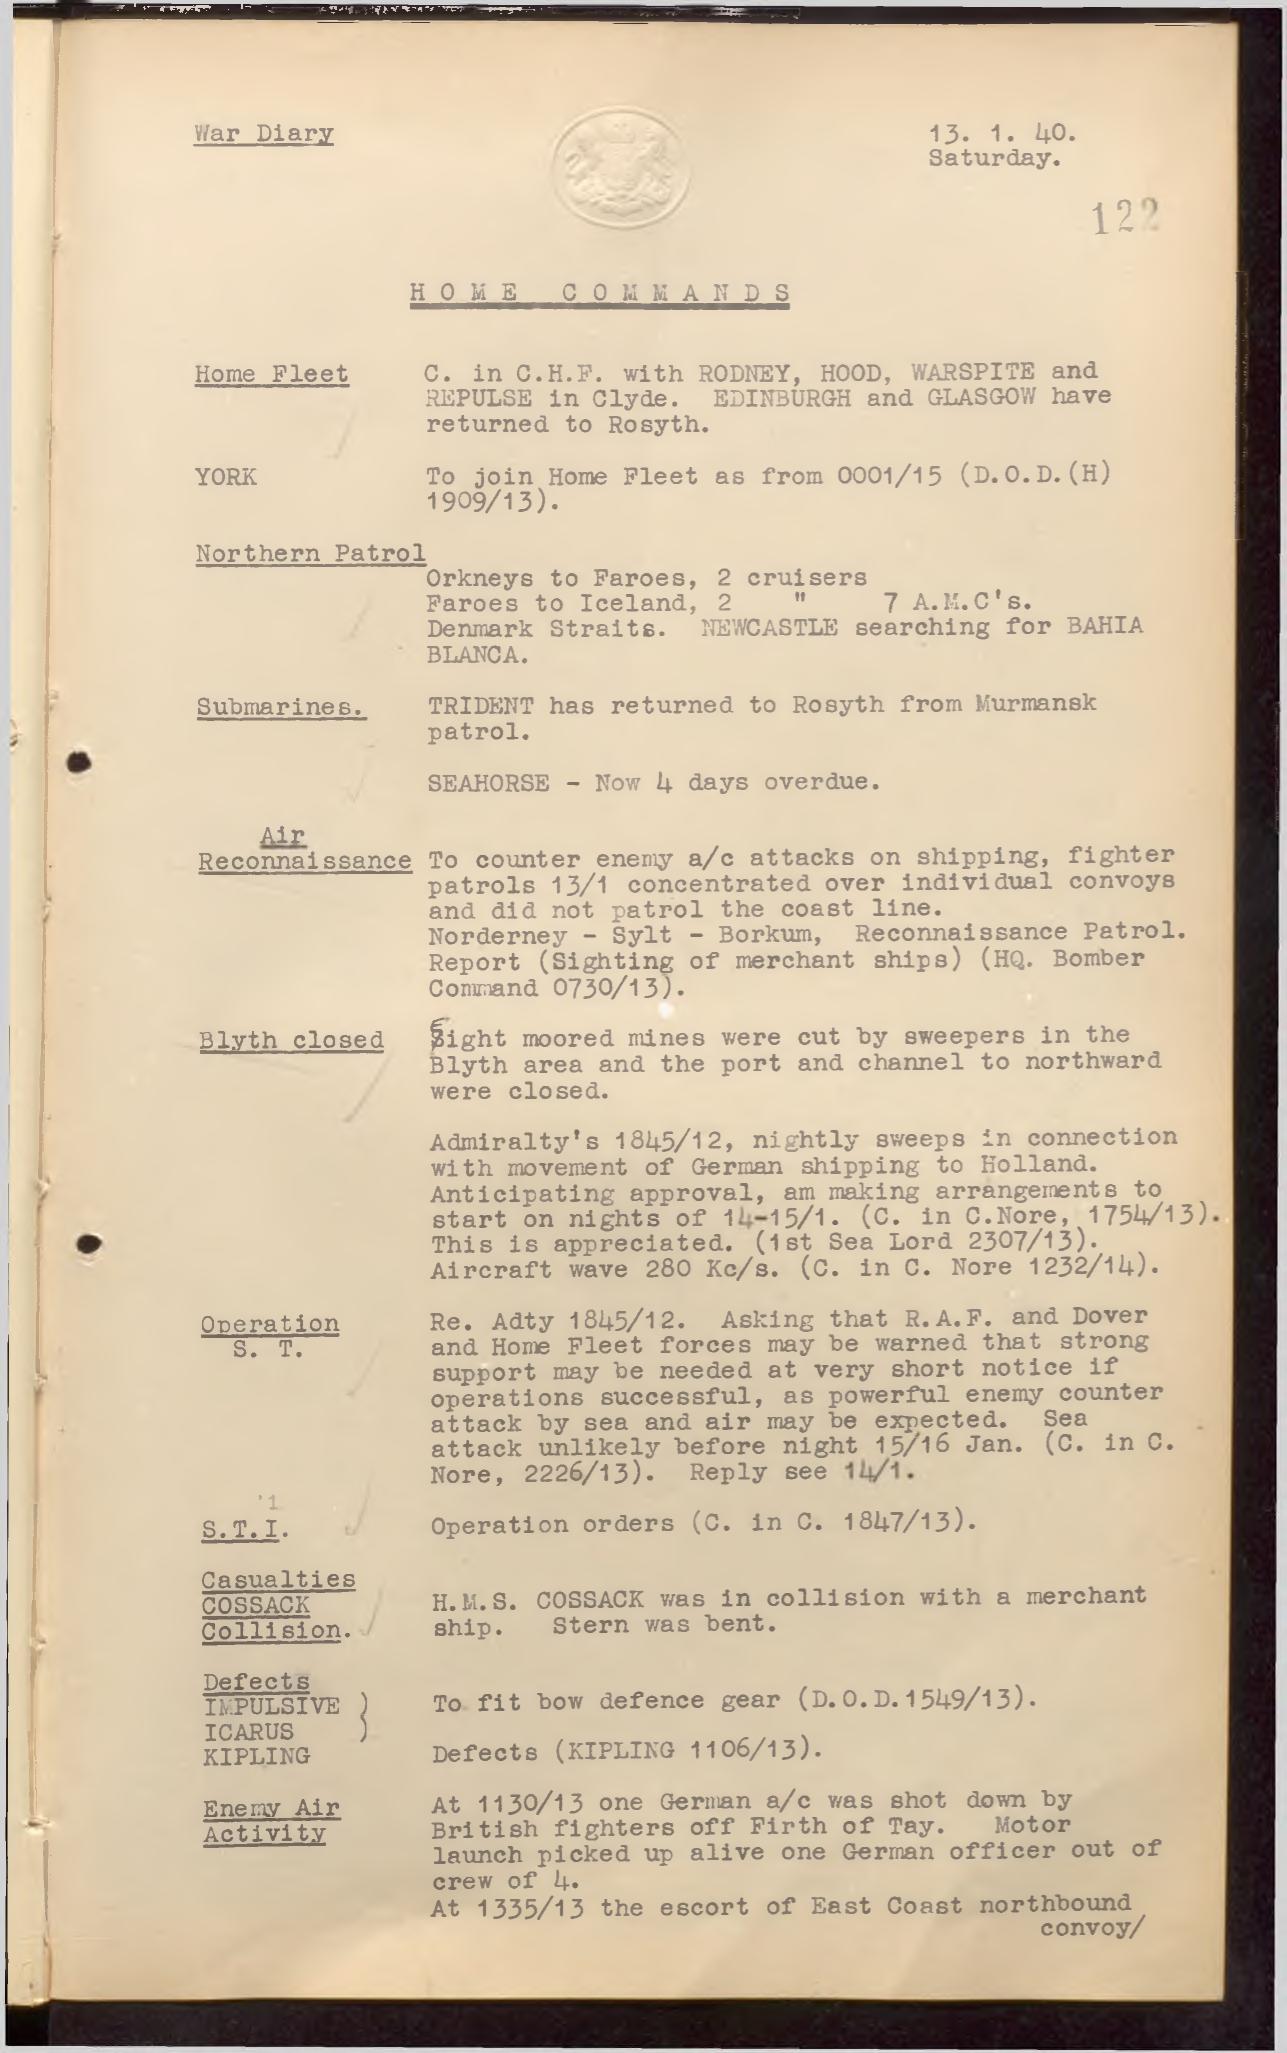 War Diary
13. 1. 40.
Saturday.
122
HOME COMMANDS
Home Fleet
C. in C.H.F. with RODNEY, HOOD, WARSPITE and
REPULSE in Clyde. EDINBURGH and GLASGOW have
returned to Rosyth.
YORK
To join Home Fleet as from 0001/15 (D.O.D.(H)
1909/13).
Northern Patrol
Orkneys to Faroes, 2 cruisers
Faroes to Iceland, 2 " 7 A.M.C's.
Denmark Straits. NEWCASTLE searching for BAHIA
BLANCA.
Submarines.
TRIDENT has returned to Rosyth from Murmansk
patrol.
SEAHORSE - Now 4 days overdue.
Air
Reconnaissance
To counter enemy a/c attacks on shipping, fighter
patrols 13/1 concentrated over individual convoys
and did not patrol the coast line.
Norderney - Sylt - Borkum, Reconnaissance Patrol.
Report (Sighting of merchant ships) (HQ. Bomber
Command 0730/13).
Blyth closed
Eight moored mines were cut by sweepers in the
Blyth area and the port and channel to northward
were closed.
Admiralty's 1845/12, nightly sweeps in connection
with movement of German shipping to Holland.
Anticipating approval, am making arrangements to
start on nights of 14-15/1. (C. in C.Nore, 1754/13).
This is appreciated. (1st Sea Lord 2307/13).
Aircraft wave 280 Kc/s. (C. in C. Nore 1232/14).
Operation
S. T.
Re. Adty 1845/12. Asking that R.A.F. and Dover
and Home Fleet forces may be warned that strong
support may be needed at very short notice if
operations successful, as powerful enemy counter
attack by sea and air may be expected. Sea
attack unlikely before night 15/16 Jan. (C. in C.
Nore, 2226/13). Reply see 14/1.
'1
S.T.I.
Operation orders (C. in C. 1847/13).
Casualties
COSSACK
Collision.
H.M.S. COSSACK was in collision with a merchant
ship. Stern was bent.
Defects
IMPULSIVE )
ICARUS )
To fit bow defence gear (D.O.D.1549/13).
KIPLING
Defects (KIPLING 1106/13).
Enemy Air
Activity
At 1130/13 one German a/c was shot down by
British fighters off Firth of Tay. Motor
launch picked up alive one German officer out of
crew of 4.
At 1335/13 the escort of East Coast northbound
convoy/